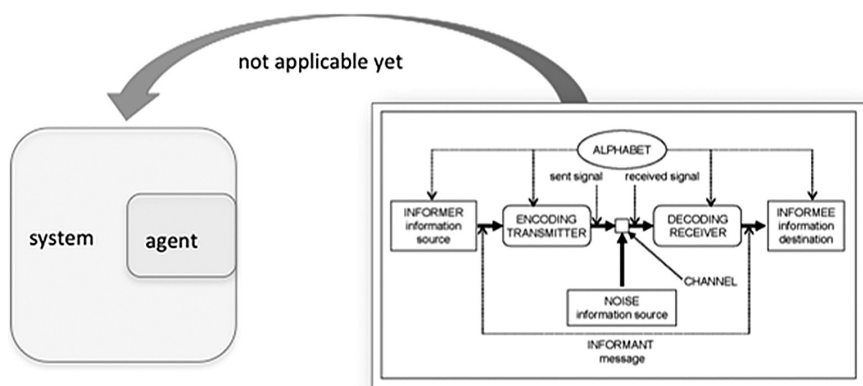 not applicable yet
system
agent
ALPHABET
sent signal
received signal
INFORMER
information
source
ENCODING
TRANSMITTER
DECODING
RECEIVER
INFORMEE
information
destination
CHANNEL
NOISE
information source
INFORMANT
message